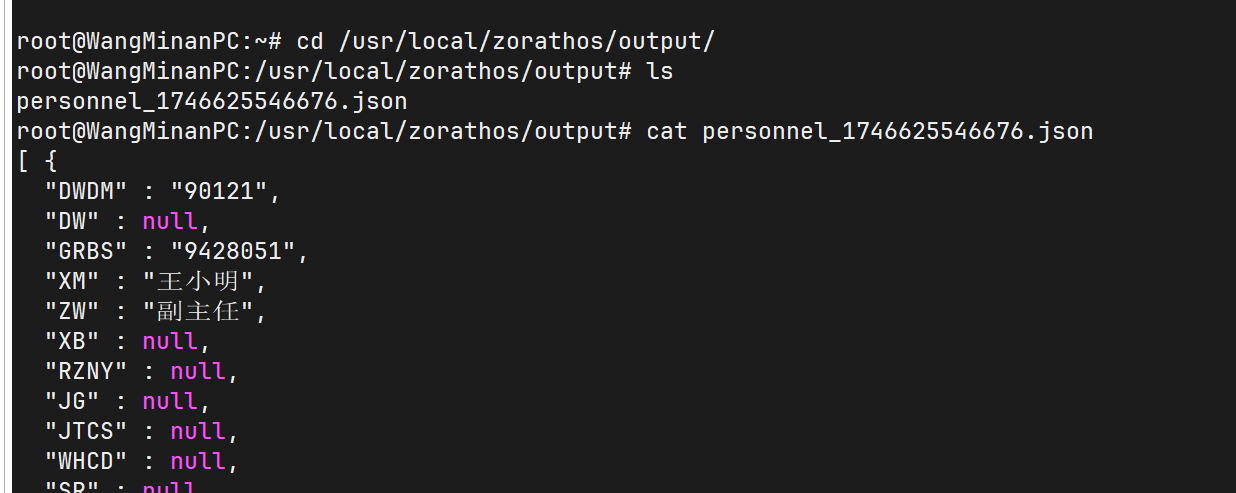 root@WangMinanPC:~# cd /usr/local/zorathos/output/
root@WangMinanPC:/usr/local/zorathos/output# ls
personnel_1746625546676.json
root@WangMinanPC:/usr/local/zorathos/output# cat personnel_1746625546676.json
[ {
  "DWDM" : "90121",
  "DW" : null,
  "GRBS" : "9428051",
  "XM" : "王小明",
  "ZW" : "副主任",
  "XB" : null,
  "RZNY" : null,
  "JG" : null,
  "JTCS" : null,
  "WHCD" : null,
  "SR" : null